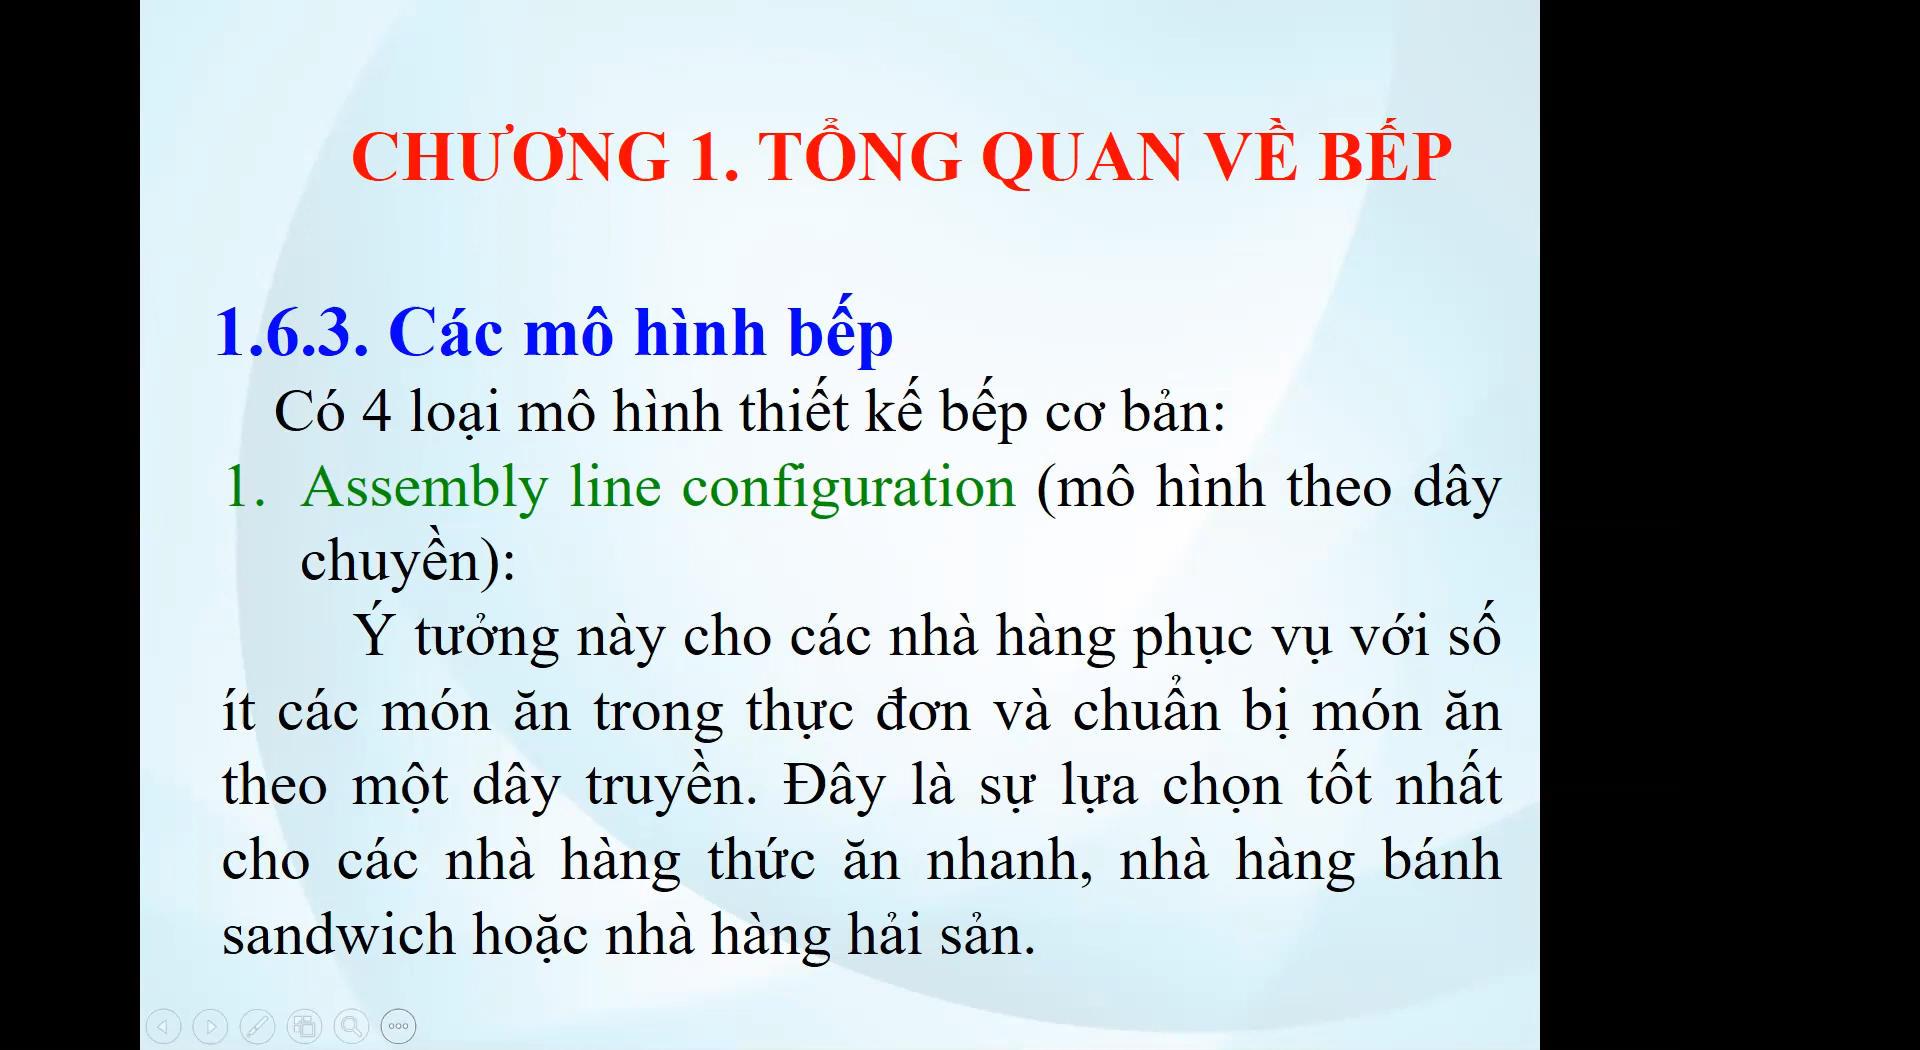 CHƯƠNG 1. TỔNG QUAN VỀ BẾP
1.6.3. Các mô hình bếp
Có 4 loại mô hình thiết kế bếp cơ bản:
1. Assembly line configuration (mô hình theo dây
chuyền):
Ý tưởng này cho các nhà hàng phục vụ với số
ít các món ăn trong thực đơn và chuẩn bị món ăn
theo một dây truyền. Đây là sự lựa chọn tốt nhất
cho các nhà hàng thức ăn nhanh, nhà hàng bánh
sandwich hoặc nhà hàng hải sản.